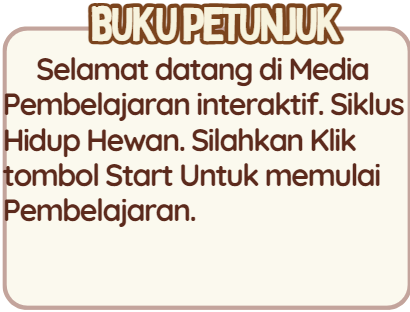 BUKU PETUNJUK
Selamat datang di Media
Pembelajaran interaktif. Siklus
Hidup Hewan. Silahkan Klik
tombol Start Untuk memulai
Pembelajaran.